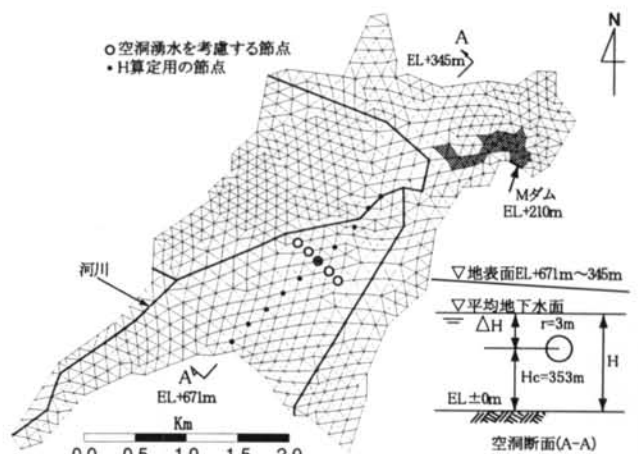 ○空洞湧水を考慮する節点
・H算定用の節点
A
EL+345m
N
Mダム
EL+210m
河川
A
EL+671m
Km
0.0 0.5 1.0 1.5 2.0
▽地表面EL+671m～345m
▽平均地下水面
△H
r=3m
Hc=353m
H
EL±0m
空洞断面(A-A)